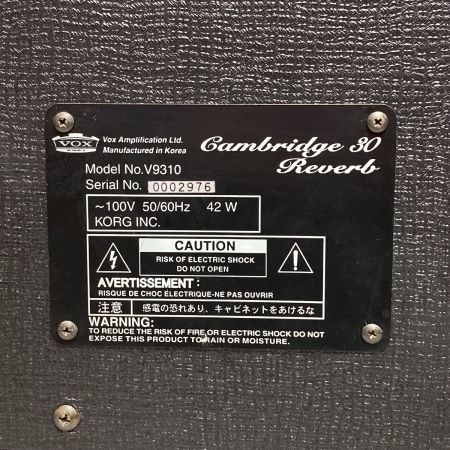 VOX
Vox Amplification Ltd.
Manufactured in Korea
Cambridge 30
Reverb
Model No.V9310
Serial No. 0002976
~100V 50/60Hz 42 W
KORG INC.
CAUTION
RISK OF ELECTRIC SHOCK
DO NOT OPEN
AVERTISSEMENT:
RISQUE DE CHOC ÉLECTRIQUE-NE PAS OUVRIR
注意 感電の恐れあり、キャビネットをあけるな
WARNING:
TO REDUCE THE RISK OF FIRE OR ELECTRIC SHOCK DO NOT
EXPOSE THIS PRODUCT TO RAIN OR MOISTURE.